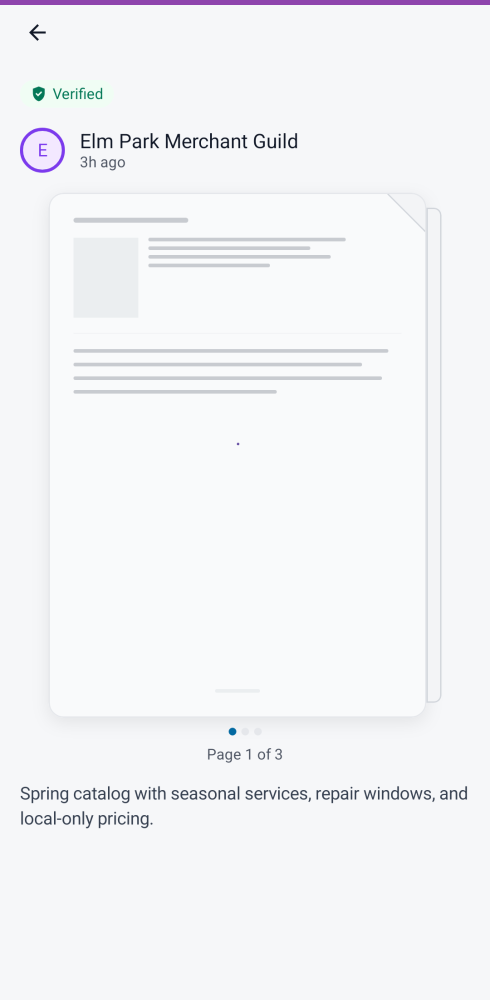 Verified
E
Elm Park Merchant Guild
3h ago
Page 1 of 3
Spring catalog with seasonal services, repair windows, and
local-only pricing.